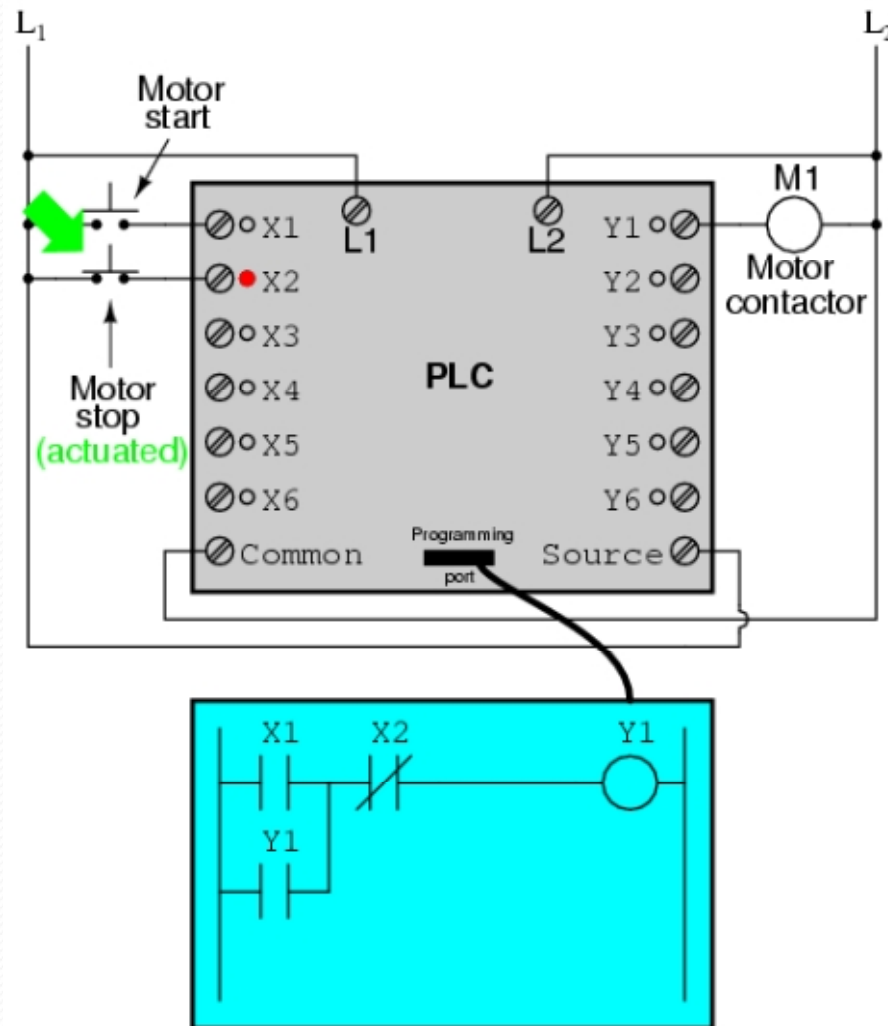 L1
L2
Motor
start
M1
X1
L1
L2
Y1
X2
Y2
Motor
contactor
X3
Y3
Motor
stop
(actuated)
X4
PLC
Y4
X5
Y5
X6
Y6
Common
Programming
port
Source
X1
X2
Y1
Y1